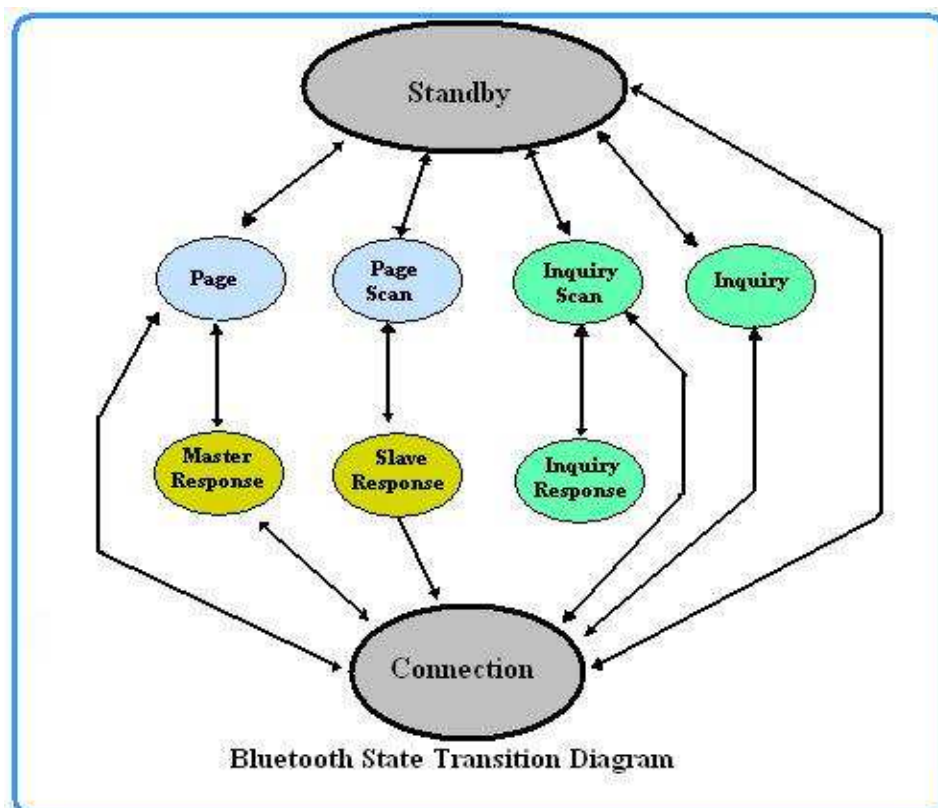 Standby
Page
Page
Scan
Inquiry
Scan
Inquiry
Master
Response
Slave
Response
Inquiry
Response
Connection
Bluetooth State Transition Diagram